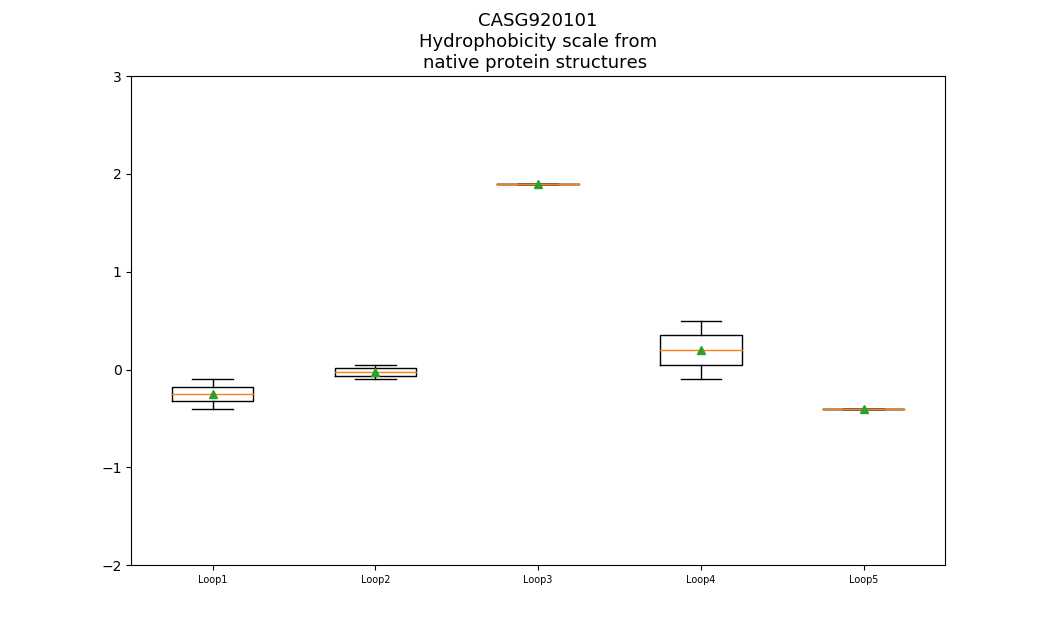 CASG920101
Hydrophobicity scale from
native protein structures
3
2
1
0
−1
−2
Loop1 Loop2 Loop3 Loop4 Loop5